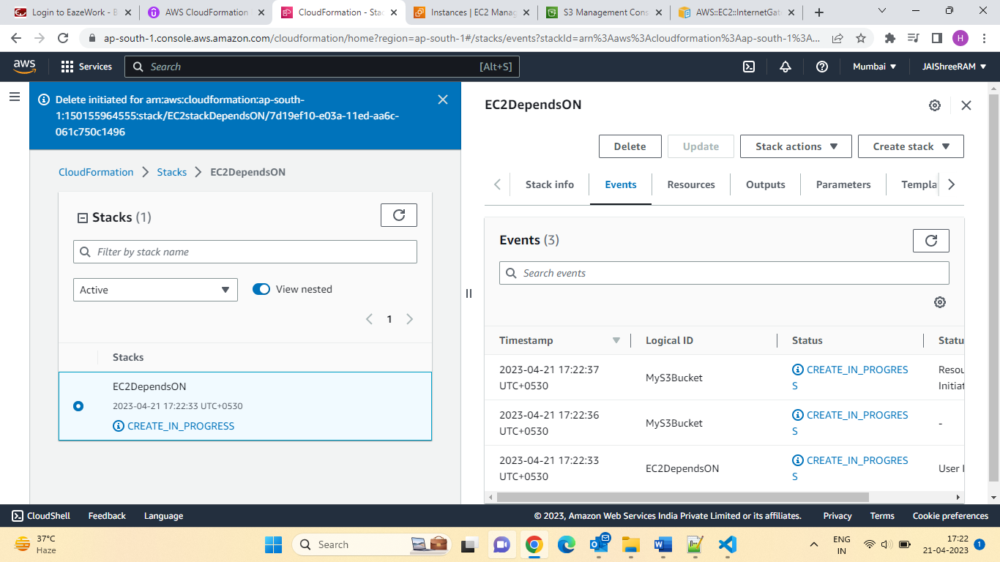 Login to EazeWork - B
AWS CloudFormation
CloudFormation - Stac
Instances | EC2 Manag
S3 Management Cons
AWS::EC2::InternetGat
ap-south-1.console.aws.amazon.com/cloudformation/home?region=ap-south-1#/stacks/events?stackId=arn%3Aaws%3Acloudformation%3Aap-south-1%3A...
H
aws
Services
Search
[Alt+S]
Mumbai
JAIShreeRAM
Delete initiated for arn:aws:cloudformation:ap-south-
1:150155964555:stack/EC2stackDependsON/7d19ef10-e03a-11ed-aa6c-
061c750c1496
CloudFormation
Stacks
EC2DependsON
Stacks (1)
Filter by stack name
Active
View nested
1
Stacks
EC2DependsON
2023-04-21 17:22:33 UTC+0530
CREATE_IN_PROGRESS
EC2DependsON
Delete
Update
Stack actions
Create stack
Stack info
Events
Resources
Outputs
Parameters
Templa
Events (3)
Search events
Timestamp
Logical ID
Status
Statu
2023-04-21 17:22:37
UTC+0530
MyS3Bucket
CREATE_IN_PROGRES
S
Resou
Initiat
2023-04-21 17:22:36
UTC+0530
MyS3Bucket
CREATE_IN_PROGRES
S
-
2023-04-21 17:22:33
UTC+0530
EC2DependsON
CREATE_IN_PROGRES
S
User I
CloudShell
Feedback
Language
© 2023, Amazon Web Services India Private Limited or its affiliates.
Privacy
Terms
Cookie preferences
37°C
Haze
Search
ENG
IN
17:22
21-04-2023
1